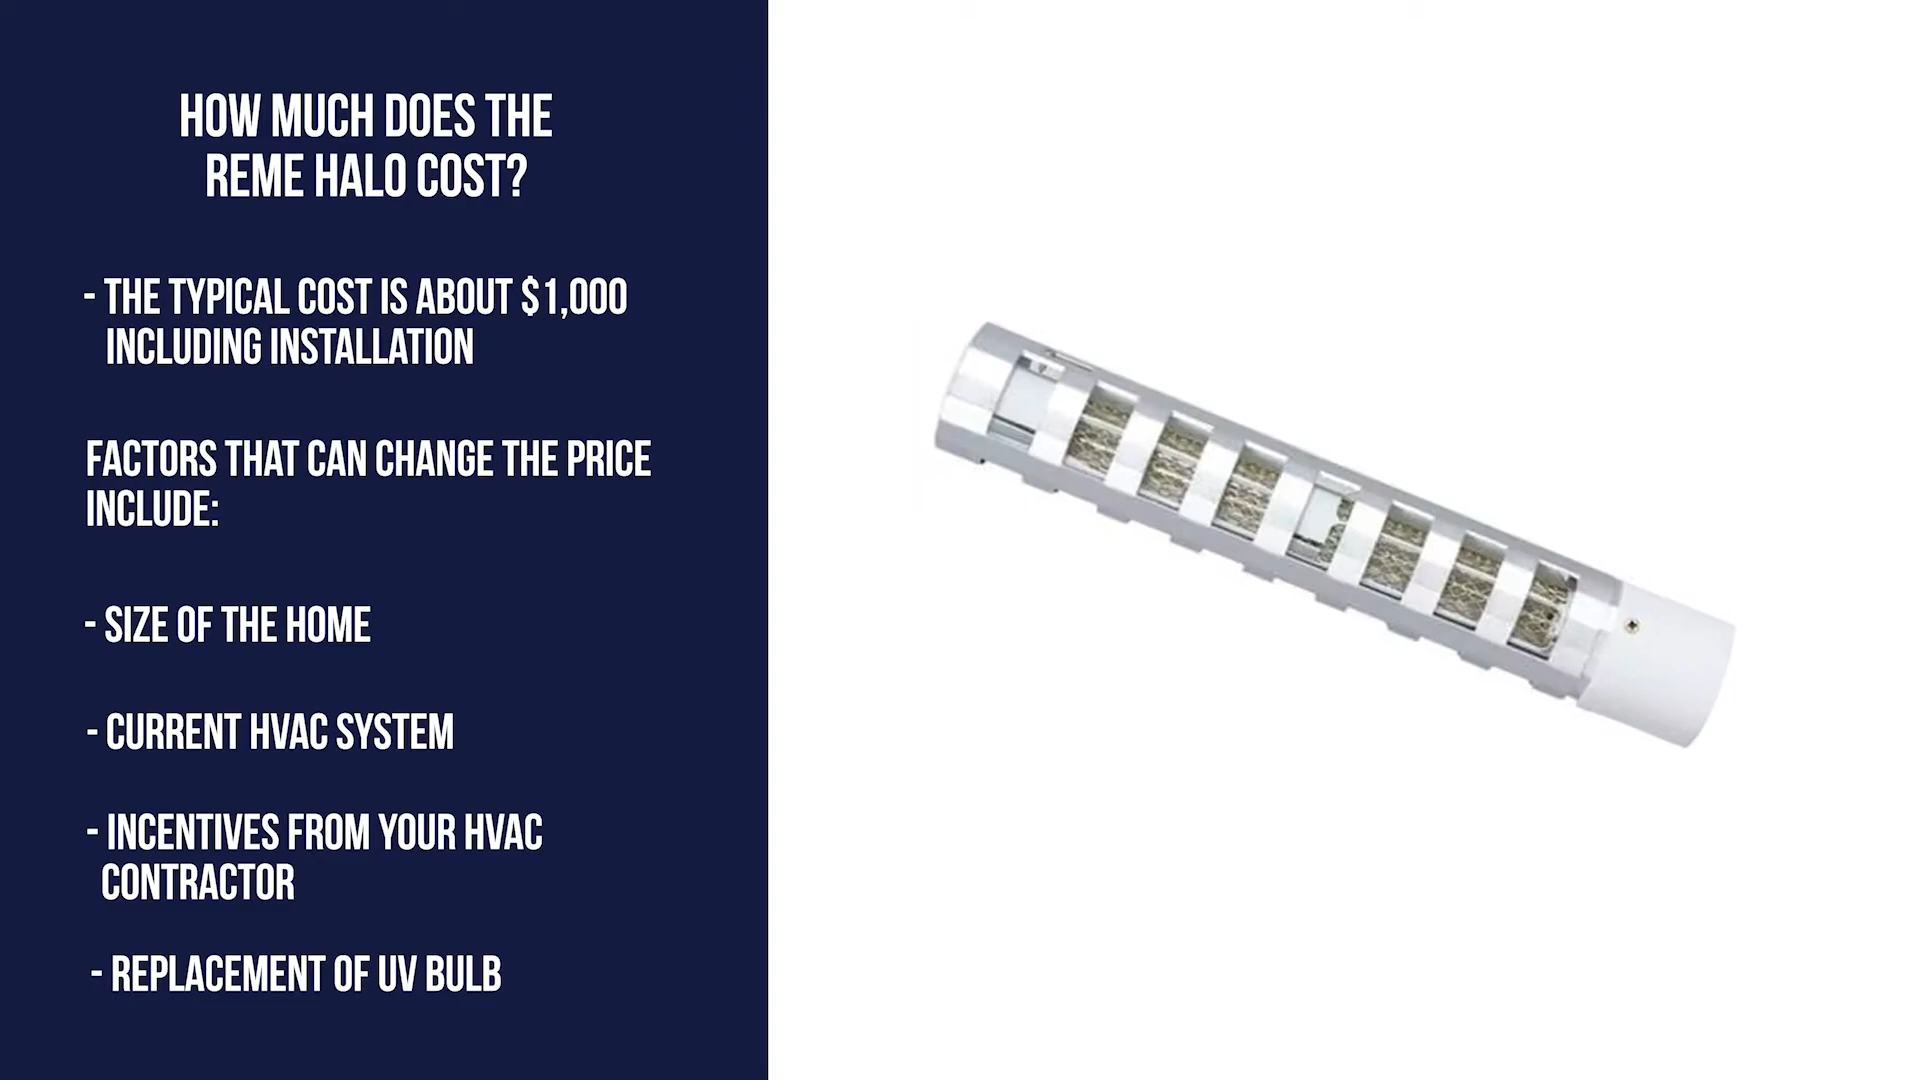 HOW MUCH DOES THE
REME HALO COST?
- THE TYPICAL COST IS ABOUT $1,000
INCLUDING INSTALLATION
FACTORS THAT CAN CHANGE THE PRICE
INCLUDE:
- SIZE OF THE HOME
- CURRENT HVAC SYSTEM
- INCENTIVES FROM YOUR HVAC
CONTRACTOR
- REPLACEMENT OF UV BULB